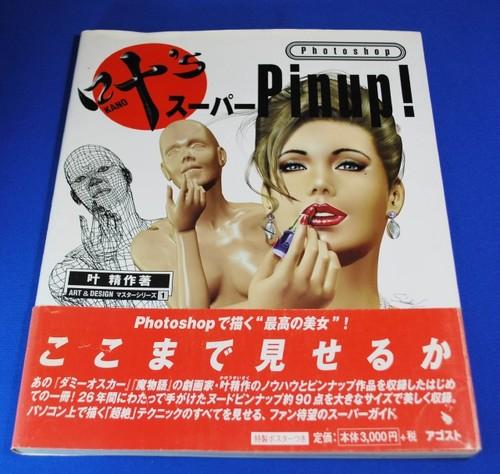 Photoshop
叶's
KANO
スーパーPinup!
叶 精作著
ART & DESIGN マスターシリーズ 1
Photoshopで描く“最高の美女”!
ここまで見せるか
あの「ダミーオスカー」「魔物語」の劇画家・叶精作のノウハウとピンナップ作品を収録したはじめ
ての一冊!26年間にわたって手がけたヌードピンナップ約90点を大きなサイズで美しく収録。
パソコン上で描く「超絶」テクニックのすべてを見せる、ファン待望のスーパーガイド。
特製ポスターつき
定価:本体3,000円+税 アゴスト